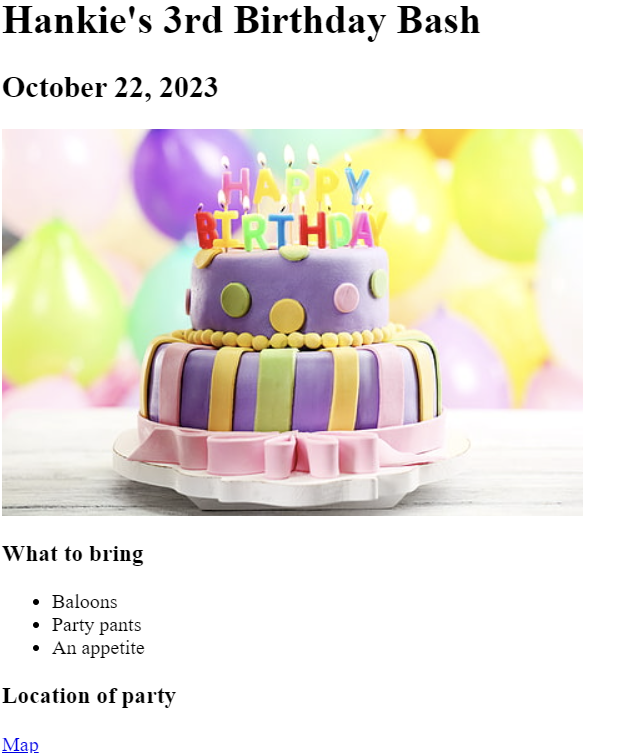 Hankie's 3rd Birthday Bash
October 22, 2023
HAPPY
BIRTHDAY
What to bring
Baloons
Party pants
An appetite
Location of party
Map